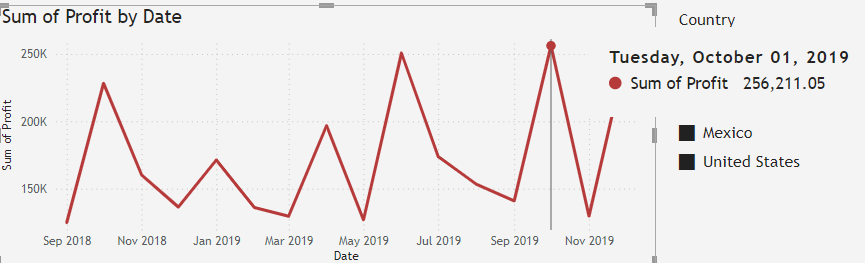 Sum of Profit by Date
Country
Tuesday, October 01, 2019
Sum of Profit 256,211.05
Mexico
United States
Sum of Profit
250K
200K
150K
Sep 2018 Nov 2018 Jan 2019 Mar 2019 May 2019 Jul 2019 Sep 2019 Nov 2019
Date